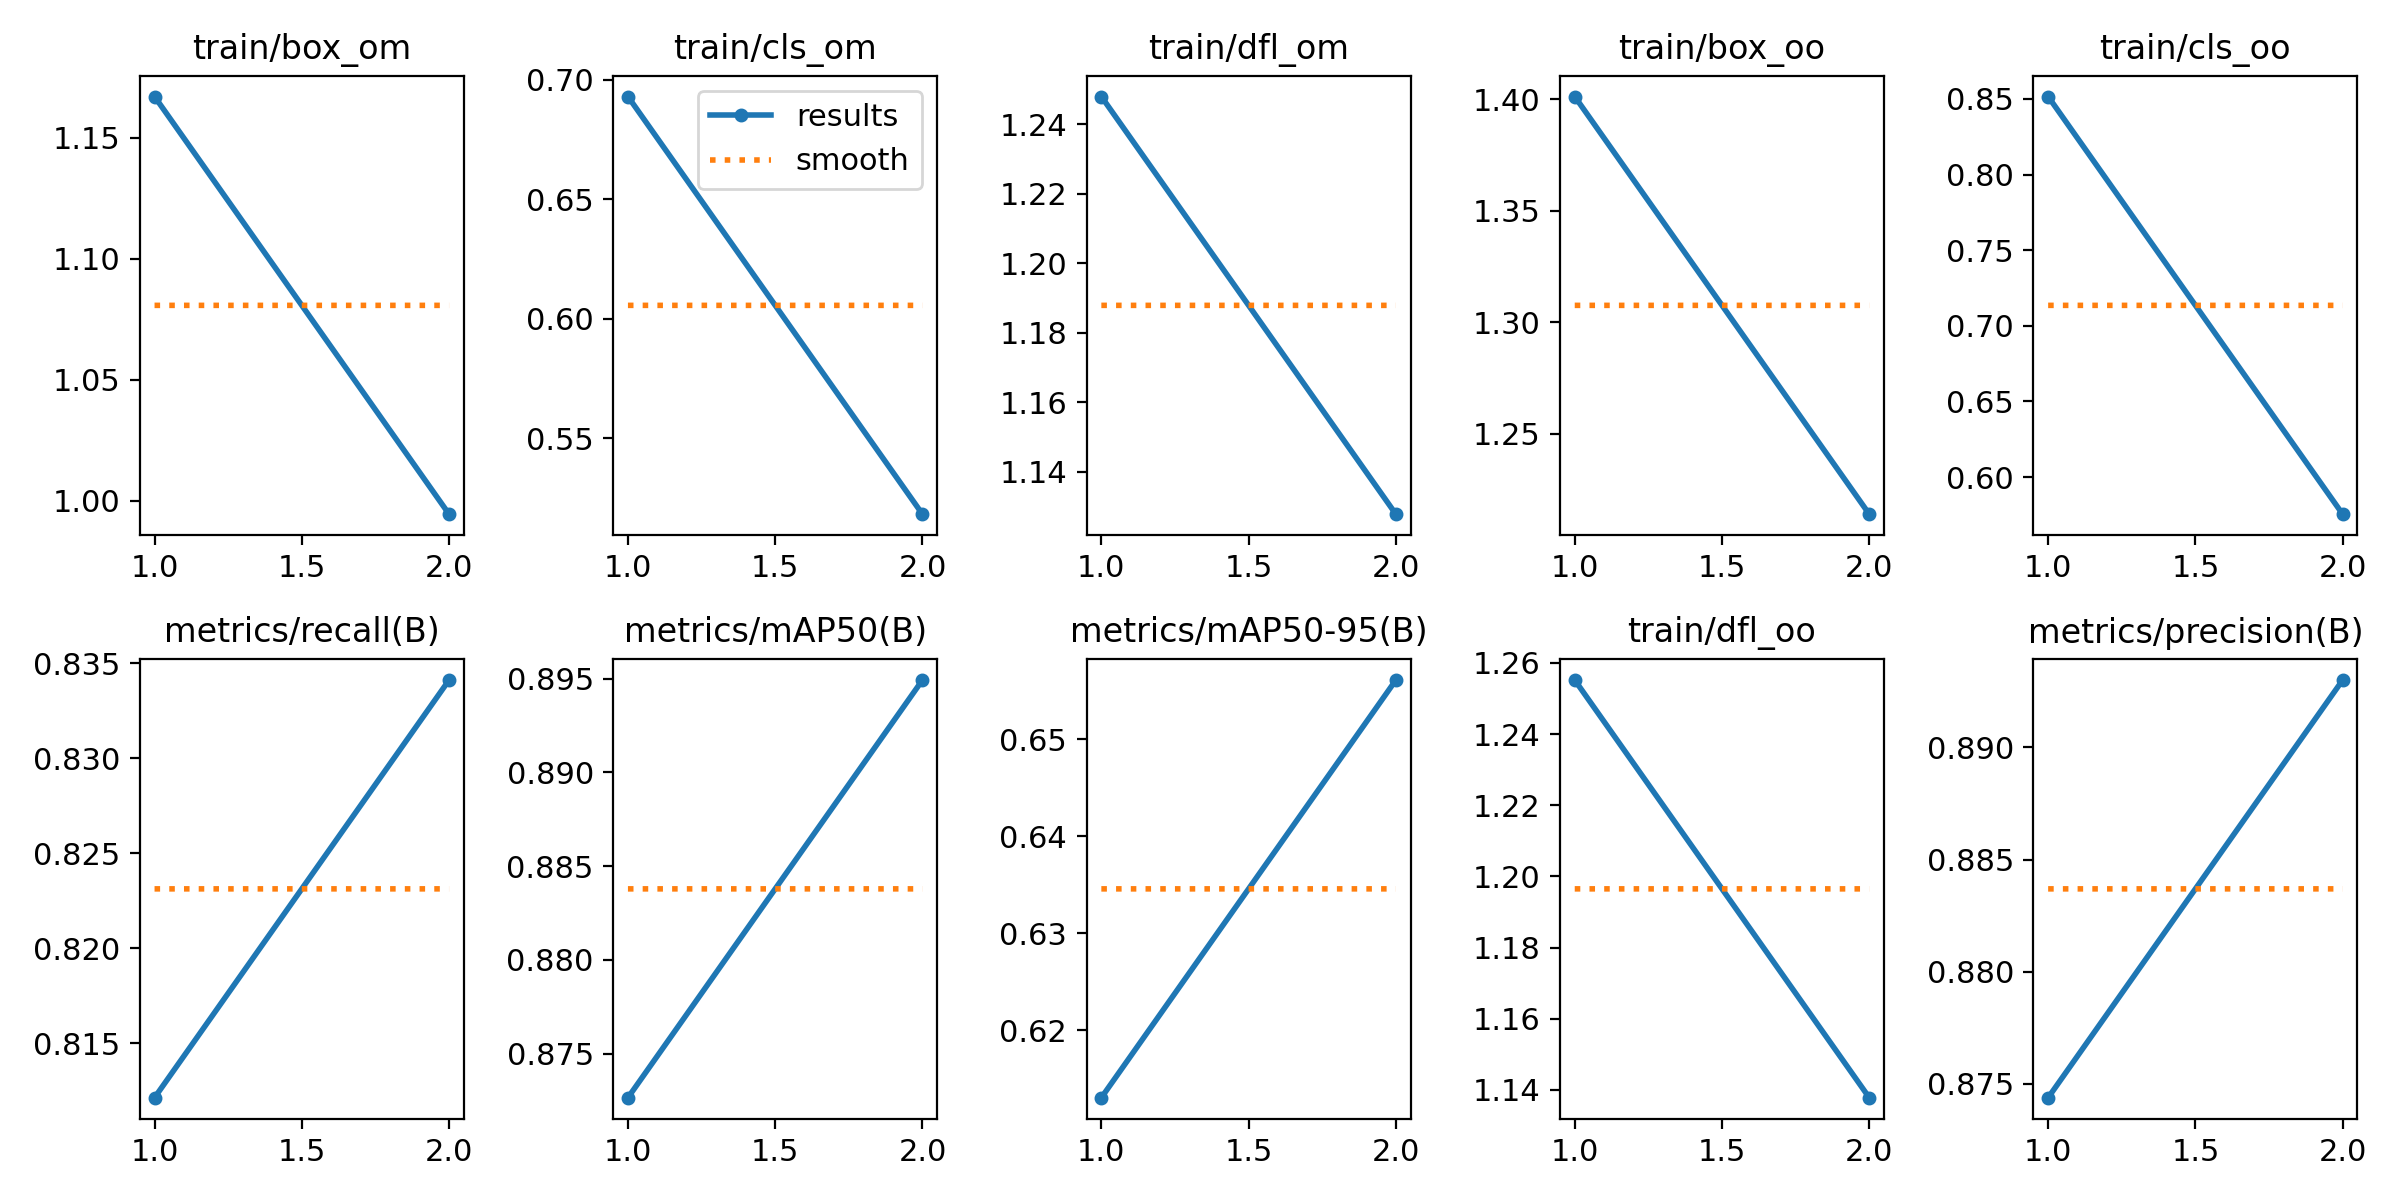 train/box_om
train/cls_om
train/dfl_om
train/box_oo
train/cls_oo
1.15
1.10
1.05
1.00
1.0 1.5 2.0
0.70
0.65
0.60
0.55
results
smooth
1.0 1.5 2.0
1.24
1.22
1.20
1.18
1.16
1.14
1.0 1.5 2.0
1.40
1.35
1.30
1.25
1.0 1.5 2.0
0.85
0.80
0.75
0.70
0.65
0.60
1.0 1.5 2.0
metrics/recall(B)
metrics/mAP50(B)
metrics/mAP50-95(B)
train/dfl_oo
metrics/precision(B)
0.835
0.830
0.825
0.820
0.815
1.0 1.5 2.0
0.895
0.890
0.885
0.880
0.875
1.0 1.5 2.0
0.65
0.64
0.63
0.62
1.0 1.5 2.0
1.26
1.24
1.22
1.20
1.18
1.16
1.14
1.0 1.5 2.0
0.890
0.885
0.880
0.875
1.0 1.5 2.0